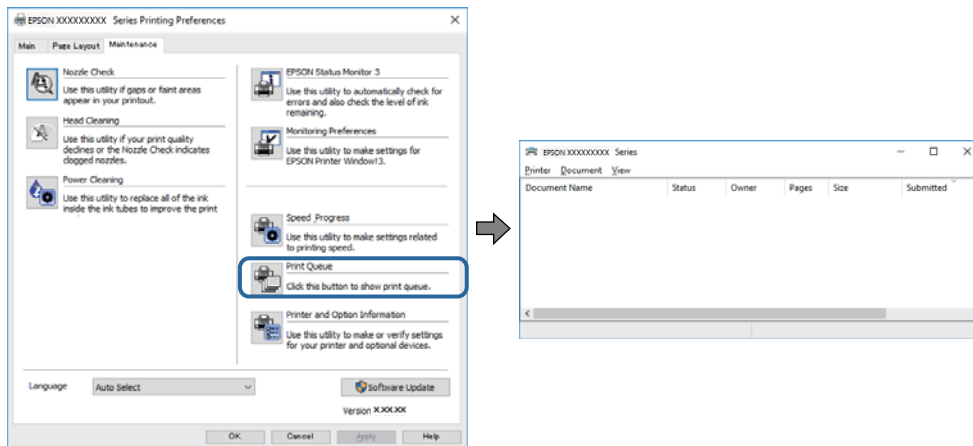 EPSON XXXXXXXXX Series Printing Preferences
Main Page Layout Maintenance
Nozzle Check
Use this utility if gaps or faint areas
appear in your printout.
Head Cleaning
Use this utility if your print quality
declines or the Nozzle Check indicates
clogged nozzles.
Power Cleaning
Use this utility to replace all of the ink
inside the ink tubes to improve the print
EPSON Status Monitor 3
Use this utility to automatically check for
errors and also check the level of ink
remaining.
Monitoring Preferences
Use this utility to make settings for
EPSON Printer Window!3.
Speed Progress
Use this utility to make settings related
to printing speed.
Print Queue
Click this button to show print queue.
Printer and Option Information
Use this utility to make or verify settings
for your printer and optional devices.
Language Auto Select
Software Update
Version X.XX.XX
OK Cancel Apply Help
EPSON XXXXXXXXX Series
Printer Document View
Document Name Status Owner Pages Size Submitted